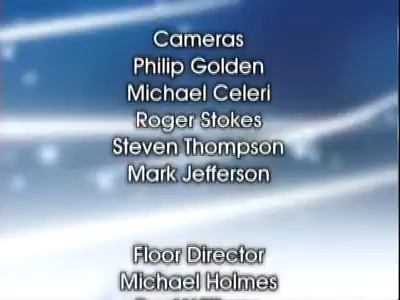 Cameras
Philip Golden
Michael Celeri
Roger Stokes
Steven Thompson
Mark Jefferson
Floor Director
Michael Holmes